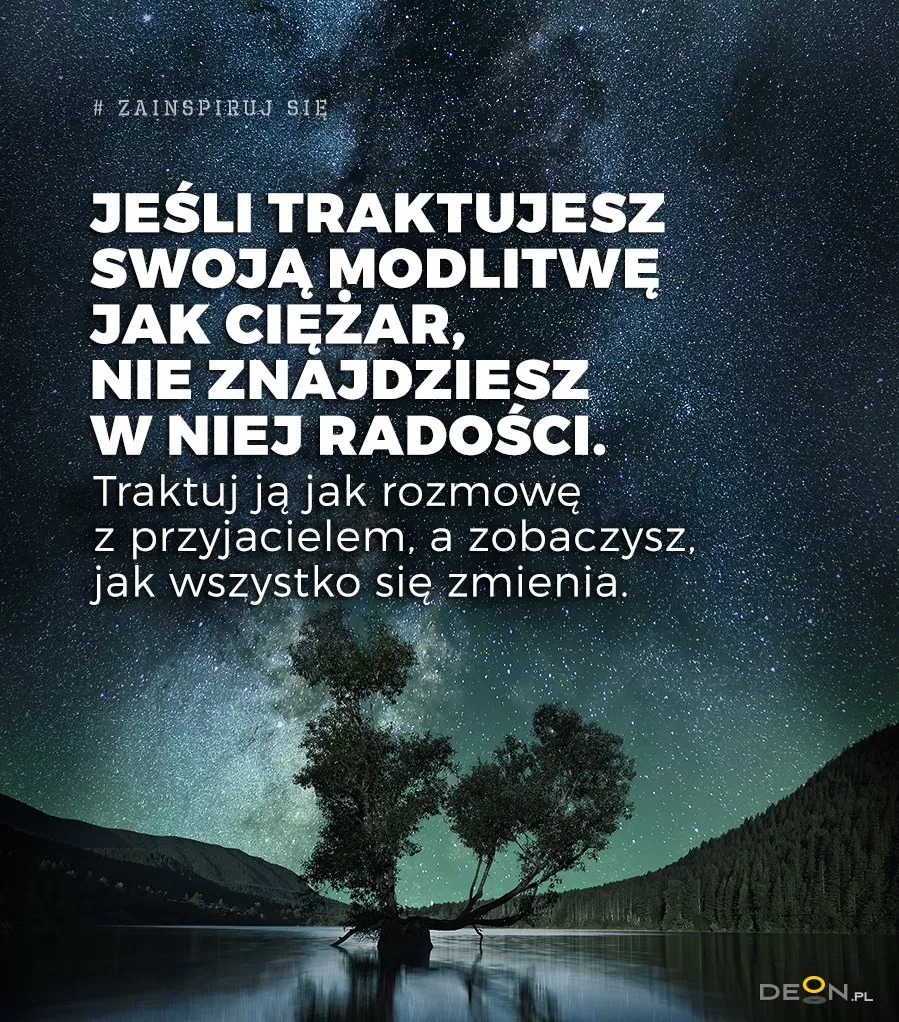 # ZAINSPIRUJ SIĘ
JEŚLI TRAKTUJESZ
SWOJĄ MODLITWĘ
JAK CIĘŻAR,
NIE ZNAJDZIESZ
W NIEJ RADOŚCI.
Traktuj ją jak rozmowę
z przyjacielem, a zobaczysz,
jak wszystko się zmienia.
DEON.PL